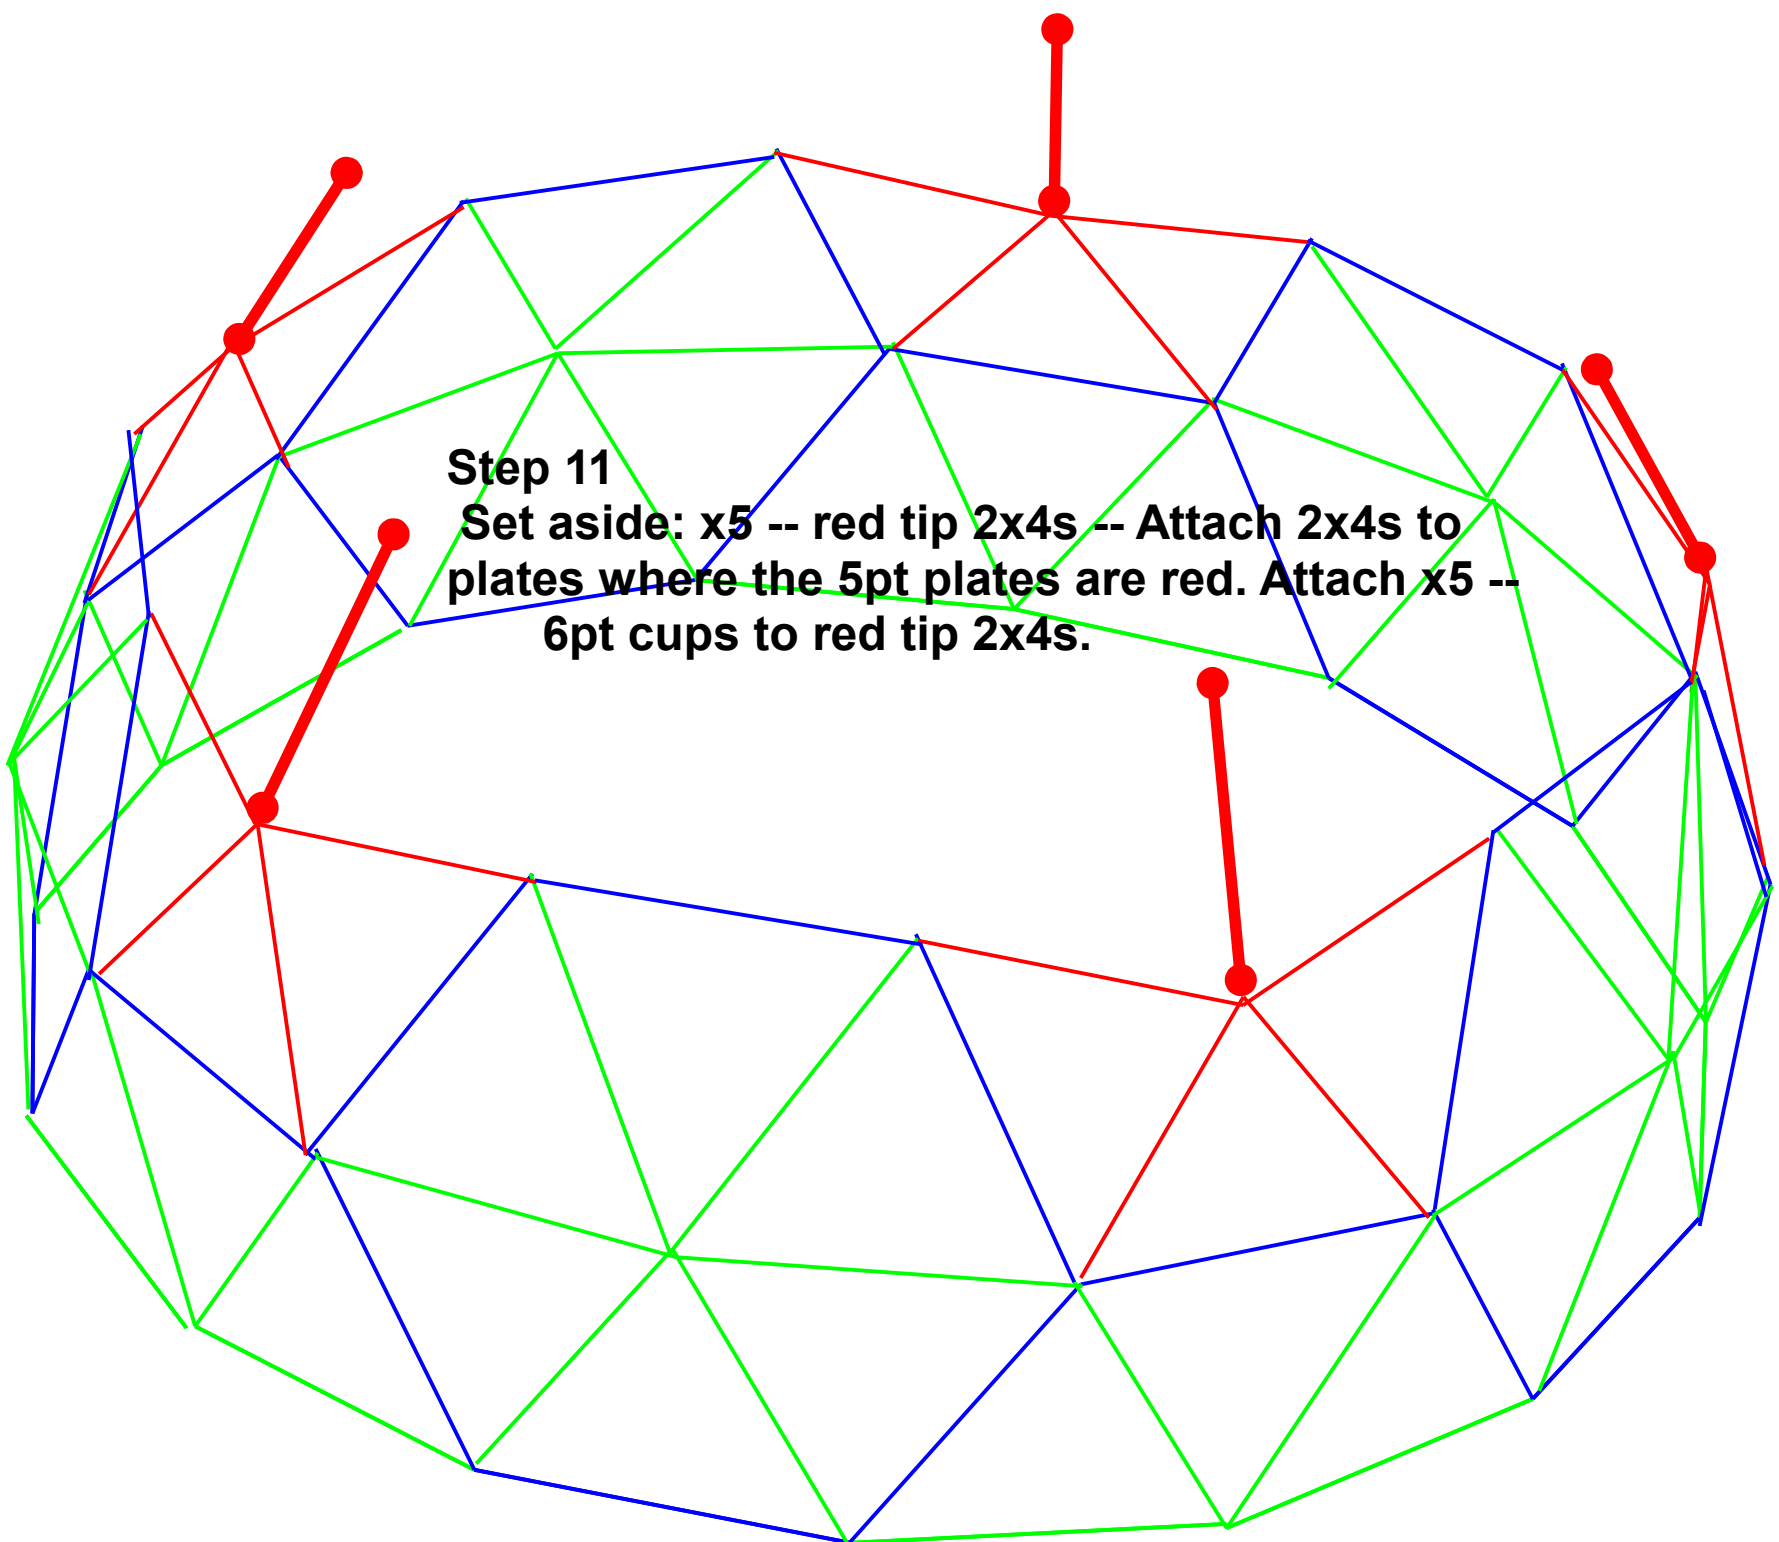 Step 11
Set aside: x5 -- red tip 2x4s -- Attach 2x4s to
plates where the 5pt plates are red. Attach x5 --
6pt cups to red tip 2x4s.